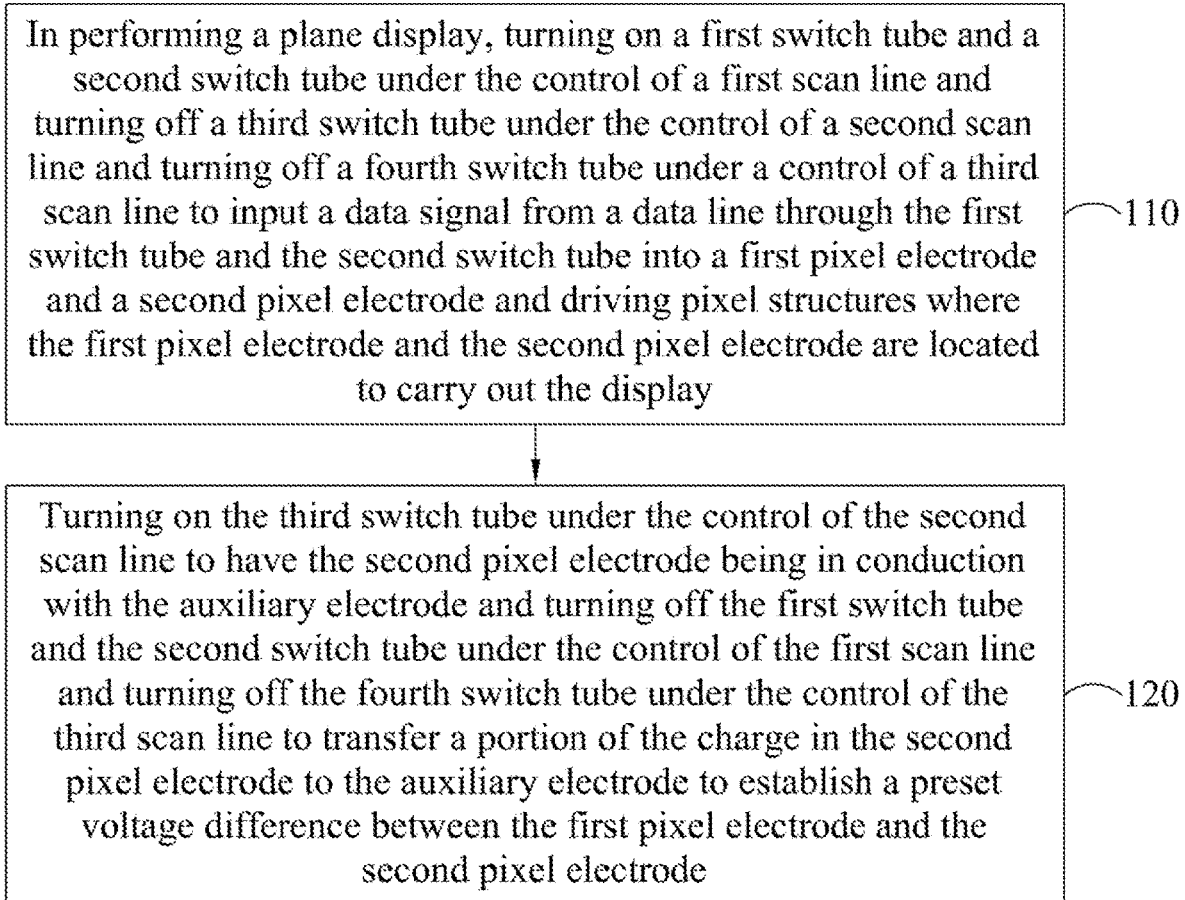 In performing a plane display, turning on a first switch tube and a
second switch tube under the control of a first scan line and
turning off a third switch tube under the control of a second scan
line and turning off a fourth switch tube under a control of a third
scan line to input a data signal from a data line through the first
switch tube and the second switch tube into a first pixel electrode
and a second pixel electrode and driving pixel structures where
the first pixel electrode and the second pixel electrode are located
to carry out the display
110
Turning on the third switch tube under the control of the second
scan line to have the second pixel electrode being in conduction
with the auxiliary electrode and turning off the first switch tube
and the second switch tube under the control of the first scan line
and turning off the fourth switch tube under the control of the
third scan line to transfer a portion of the charge in the second
pixel electrode to the auxiliary electrode to establish a preset
voltage difference between the first pixel electrode and the
second pixel electrode
120